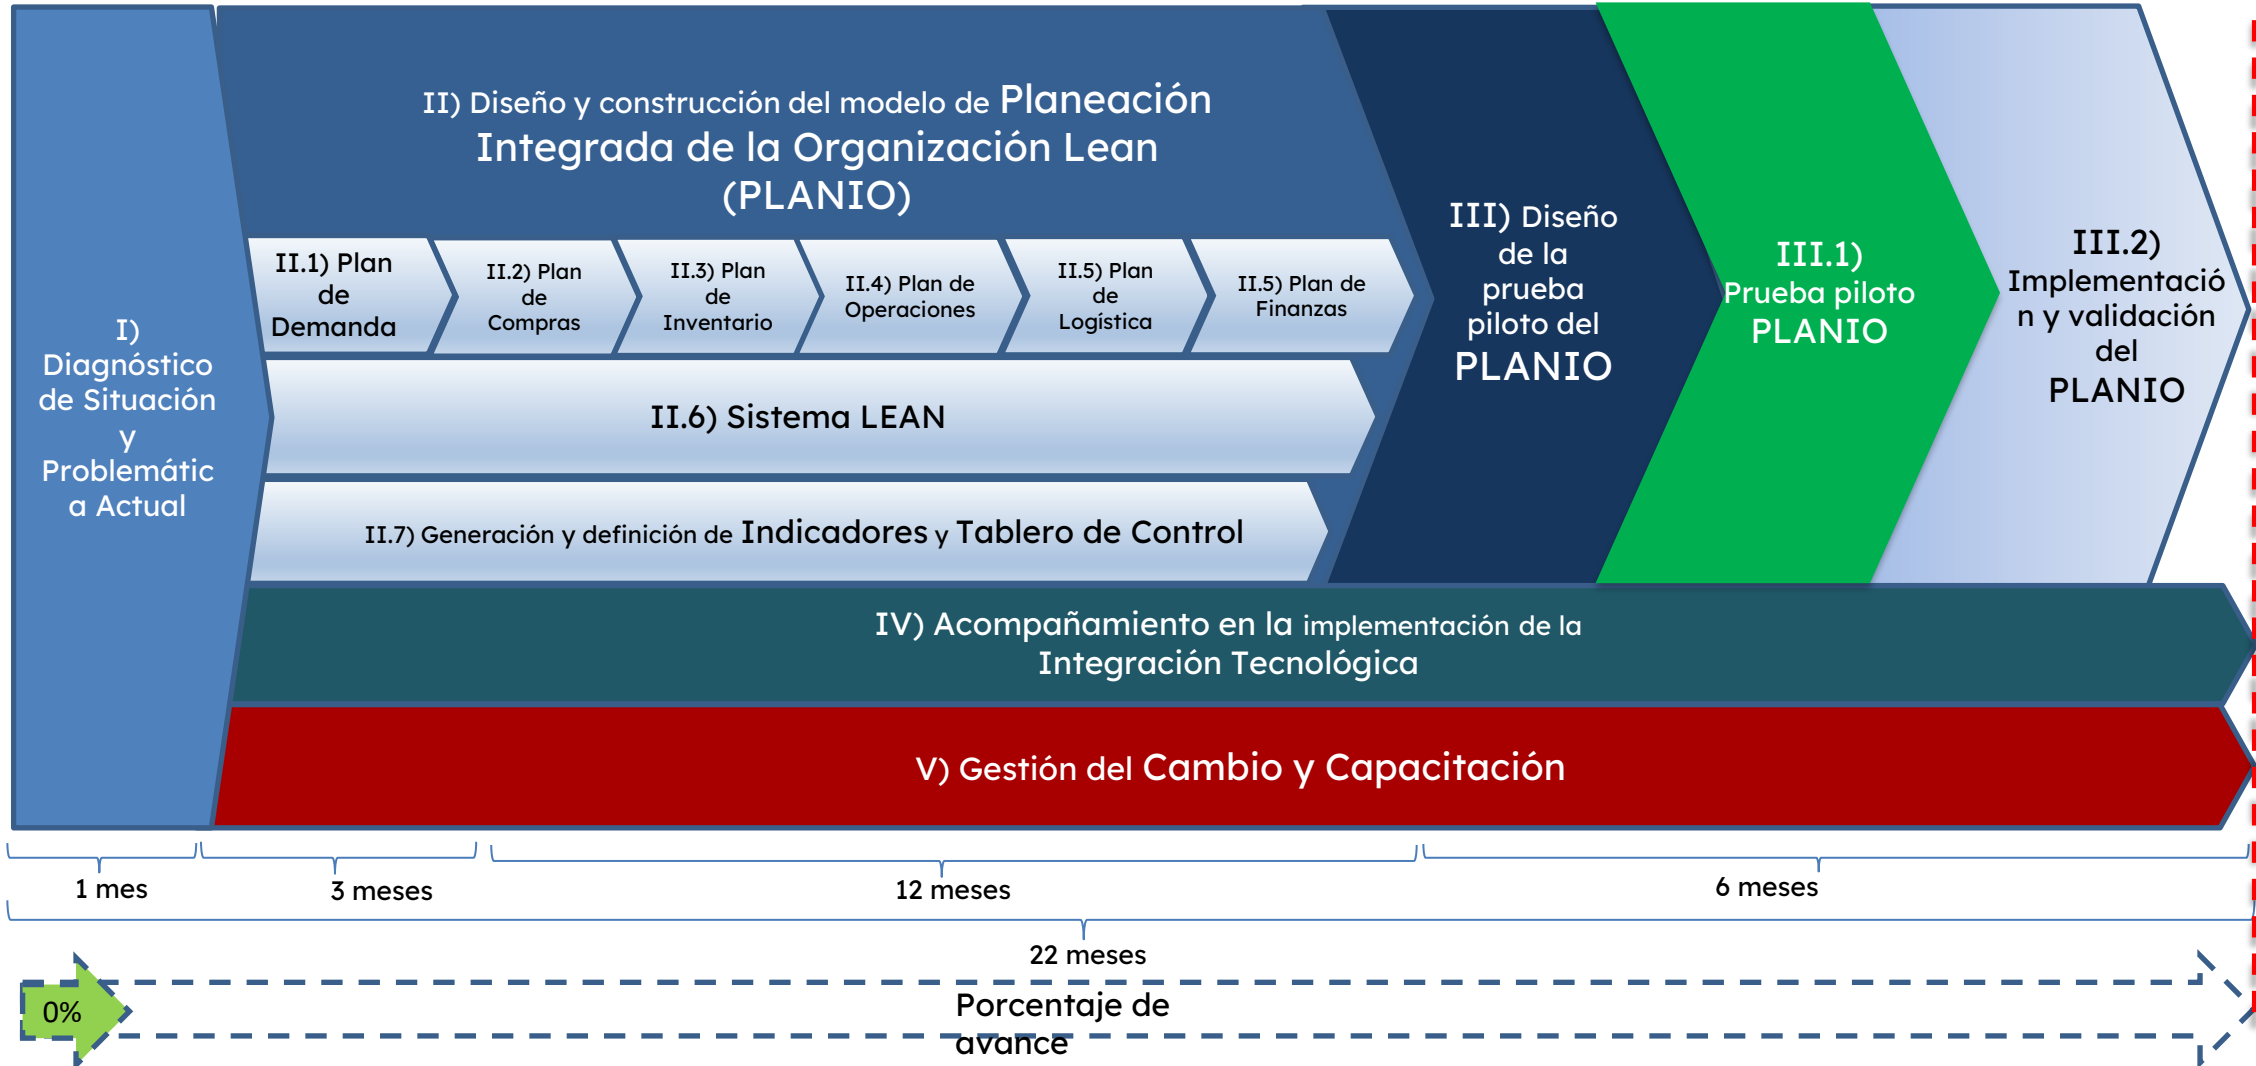 II) Diseño y construcción del modelo de Planeación
Integrada de la Organización Lean
(PLANIO)
I)
Diagnóstico
de Situación
y
Problemátic
a Actual
II.1) Plan
de
Demanda
II.2) Plan
de
Compras
II.3) Plan
de
Inventario
II.4) Plan de
Operaciones
II.5) Plan
de
Logística
II.5) Plan de
Finanzas
II.6) Sistema LEAN
II.7) Generación y definición de Indicadores y Tablero de Control
III) Diseño
de la
prueba
piloto del
PLANIO
III.1)
Prueba piloto
PLANIO
III.2)
Implementació
n y validación
del
PLANIO
IV) Acompañamiento en la implementación de la
Integración Tecnológica
V) Gestión del Cambio y Capacitación
1 mes
3 meses
12 meses
6 meses
22 meses
0%
Porcentaje de
avance